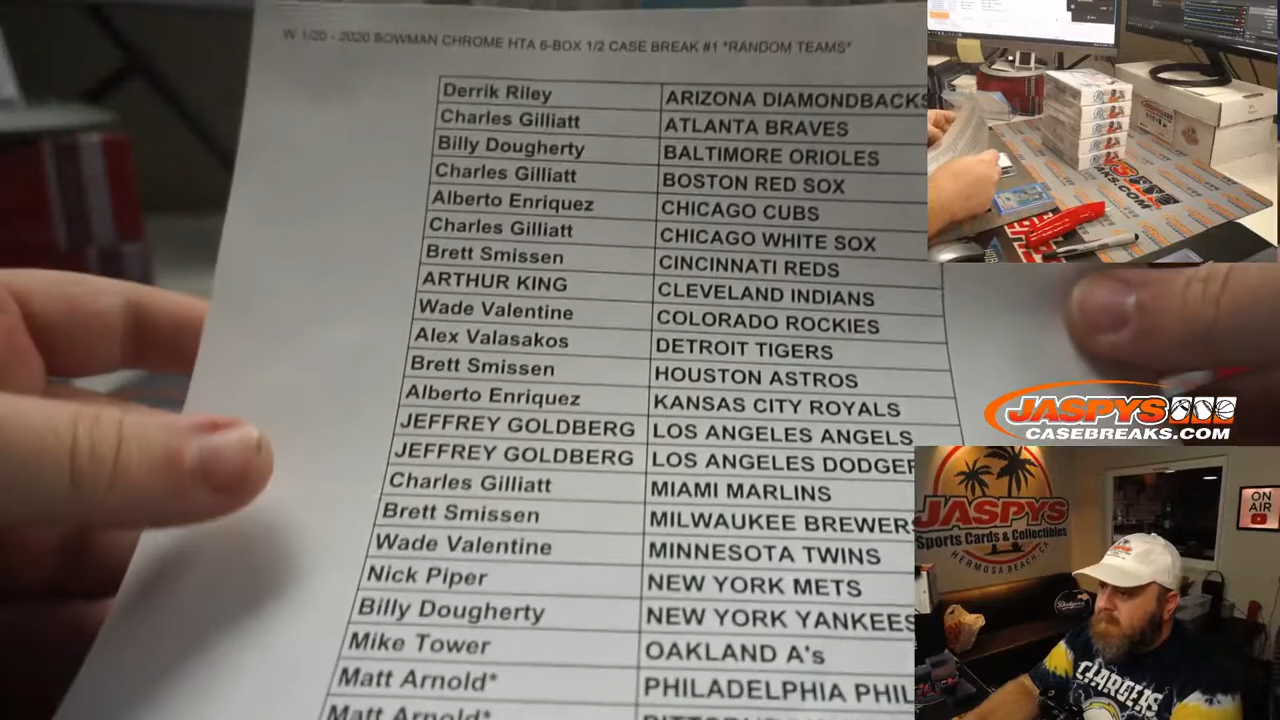 W 1/20 - 2020 BOWMAN CHROME HTA 6-BOX 1/2 CASE BREAK #1 *RANDOM TEAMS*
Derrik Riley ARIZONA DIAMONDBACKS
Charles Gilliatt ATLANTA BRAVES
Billy Dougherty BALTIMORE ORIOLES
Charles Gilliatt BOSTON RED SOX
Alberto Enriquez CHICAGO CUBS
Charles Gilliatt CHICAGO WHITE SOX
Brett Smissen CINCINNATI REDS
ARTHUR KING CLEVELAND INDIANS
Wade Valentine COLORADO ROCKIES
Alex Valasakos DETROIT TIGERS
Brett Smissen HOUSTON ASTROS
Alberto Enriquez KANSAS CITY ROYALS
JEFFREY GOLDBERG LOS ANGELES ANGELS
JEFFREY GOLDBERG LOS ANGELES DODGER
Charles Gilliatt MIAMI MARLINS
Brett Smissen MILWAUKEE BREWERS
Wade Valentine MINNESOTA TWINS
Nick Piper NEW YORK METS
Billy Dougherty NEW YORK YANKEES
Mike Tower OAKLAND A's
Matt Arnold* PHILADELPHIA PHIL
Matt Arnold*
JASPYS
CASEBREAKS.COM
JASPYS
Sports Cards & Collectibles
HERMOSA BEACH CA
ON
AIR
Dodgers
CHARGERS